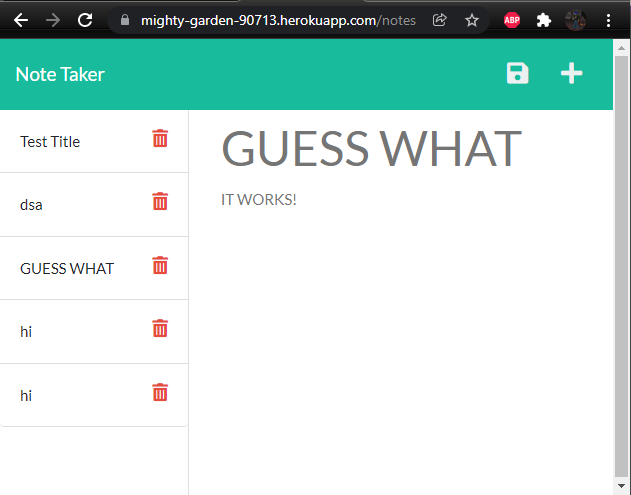 mighty-garden-90713.herokuapp.com/notes
ABP
Note Taker
Test Title
dsa
GUESS WHAT
hi
hi
GUESS WHAT
IT WORKS!